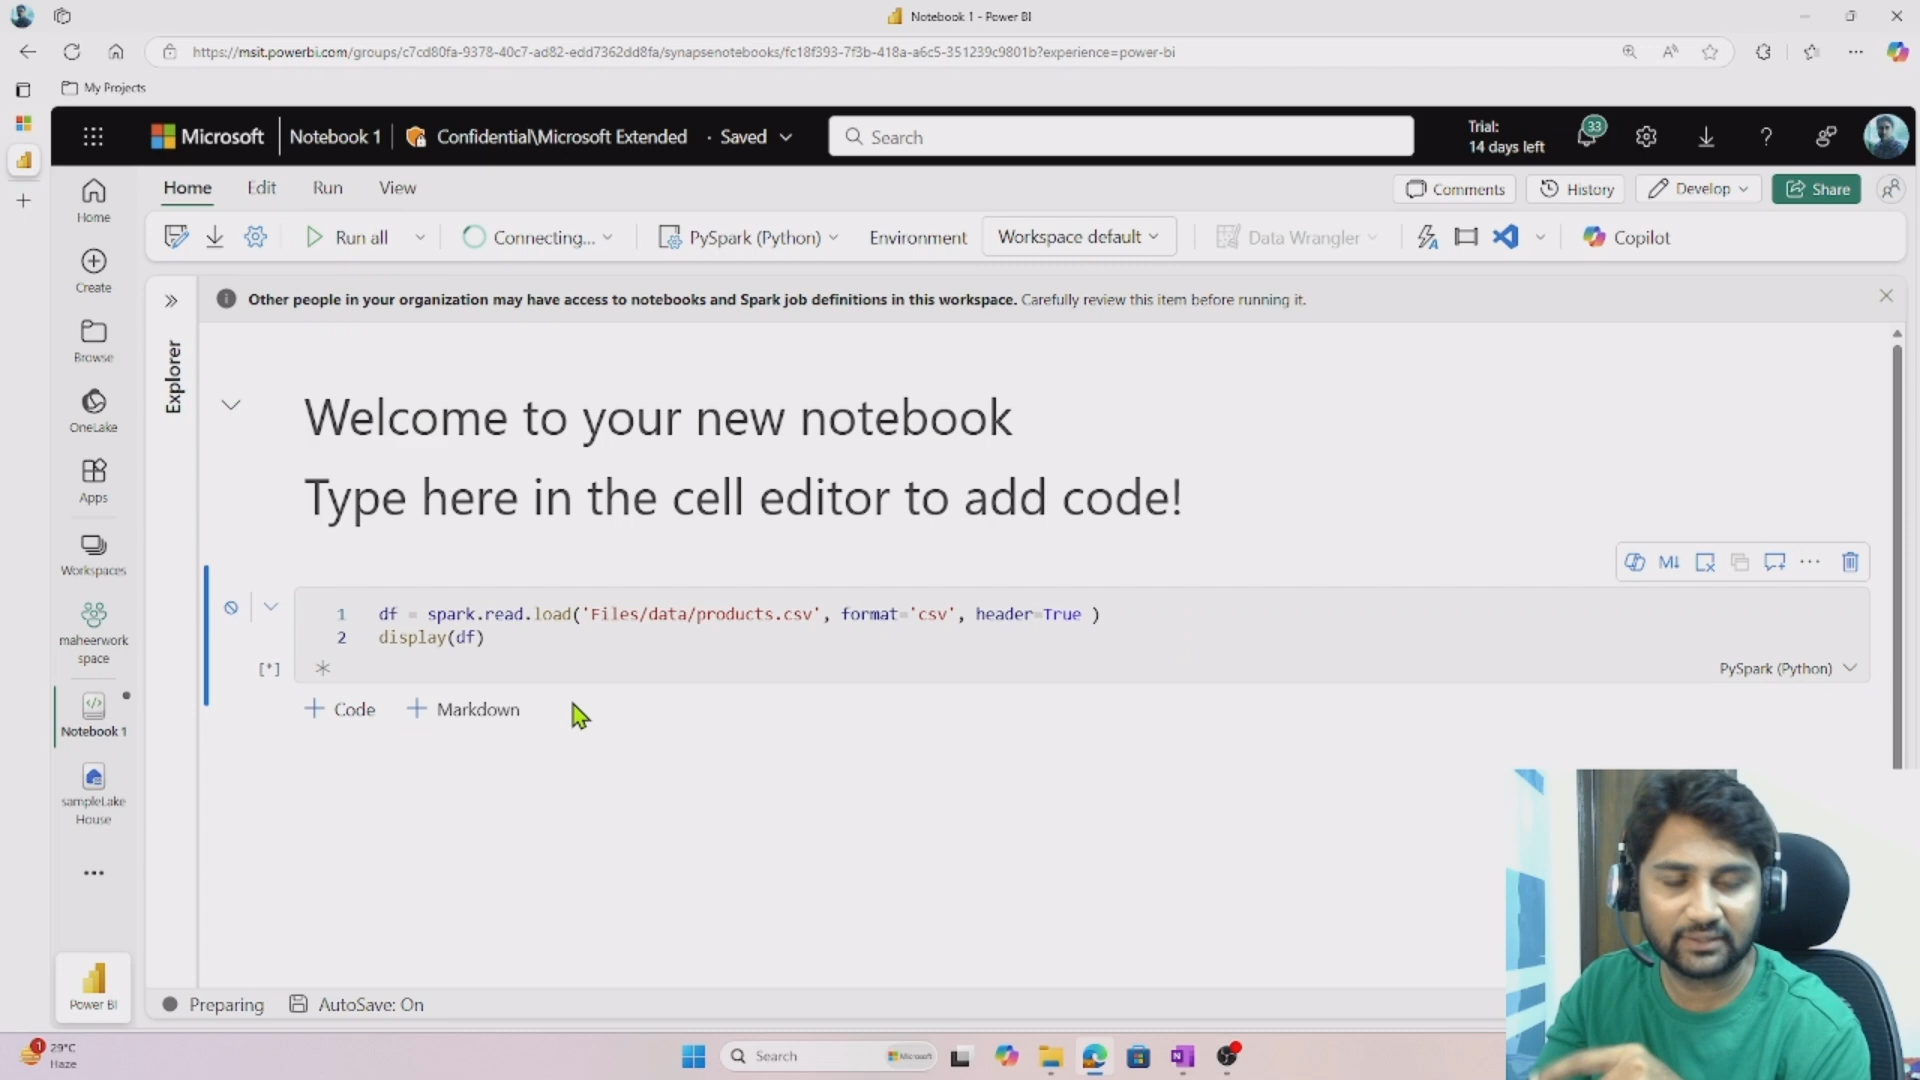 Notebook 1 - Power BI
https://msit.powerbi.com/groups/c7cd80fa-9378-40c7-ad82-edd7362dd8fa/synapsenotebooks/fc18f393-7f3b-418a-a6c5-351239c9801b?experience=power-bi
My Projects
Microsoft
Notebook 1
Confidential\Microsoft Extended
· Saved
Search
Trial:
14 days left
33
Home
Edit
Run
View
Comments
History
Develop
Share
Run all
Connecting...
PySpark (Python)
Environment
Workspace default
Data Wrangler
Copilot
Home
Create
Browse
OneLake
Apps
Workspaces
maheerwork
space
Notebook 1
sampleLake
House
Power BI
Explorer
Other people in your organization may have access to notebooks and Spark job definitions in this workspace. Carefully review this item before running it.
Welcome to your new notebook
Type here in the cell editor to add code!
M↓
1 df = spark.read.load('Files/data/products.csv', format='csv', header=True )
2 display(df)
[*]
PySpark (Python)
+ Code
+ Markdown
Preparing
AutoSave: On
1
29°C
Haze
Search
Microsoft